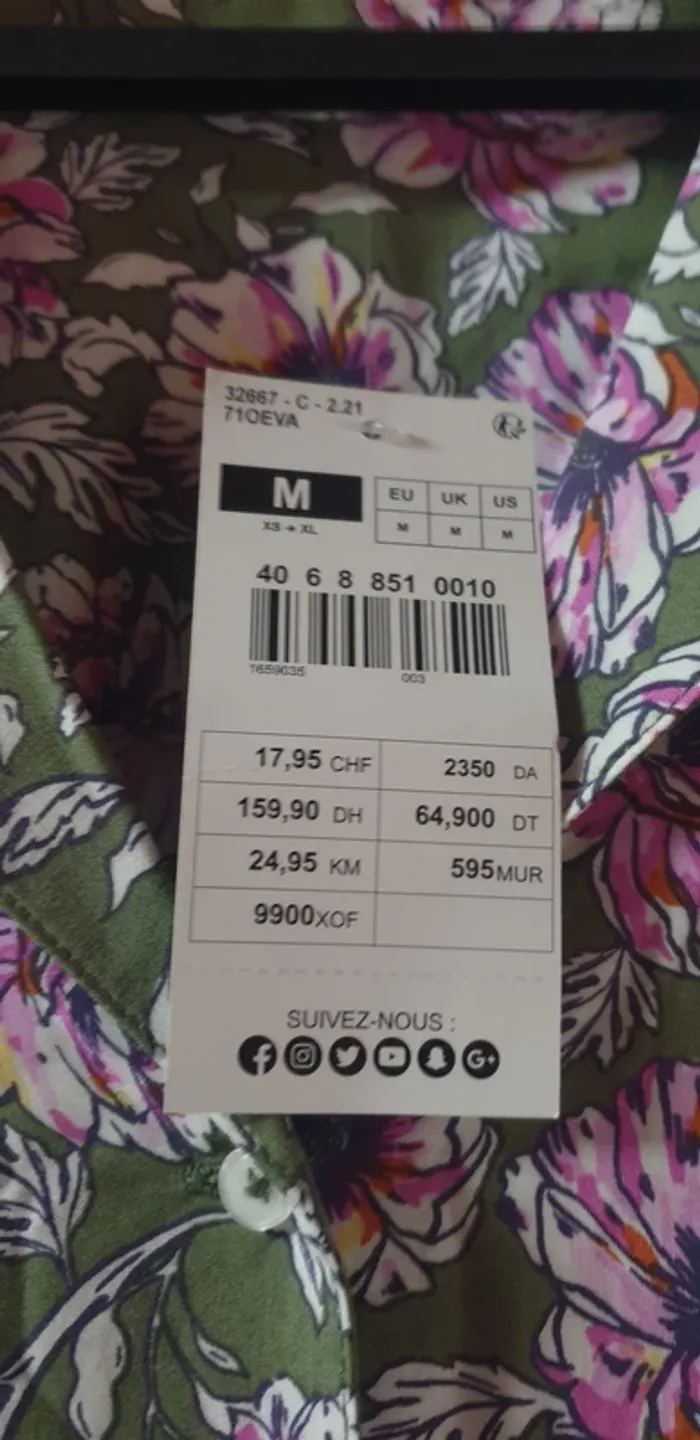 32667 - C - 2.21
71OEVA
M
XS → XL
EU UK US
M M M
40 6 8 851 0010
1659035 003
17,95 CHF 2350 DA
159,90 DH 64,900 DT
24,95 KM 595MUR
9900XOF
SUIVEZ-NOUS :
G+